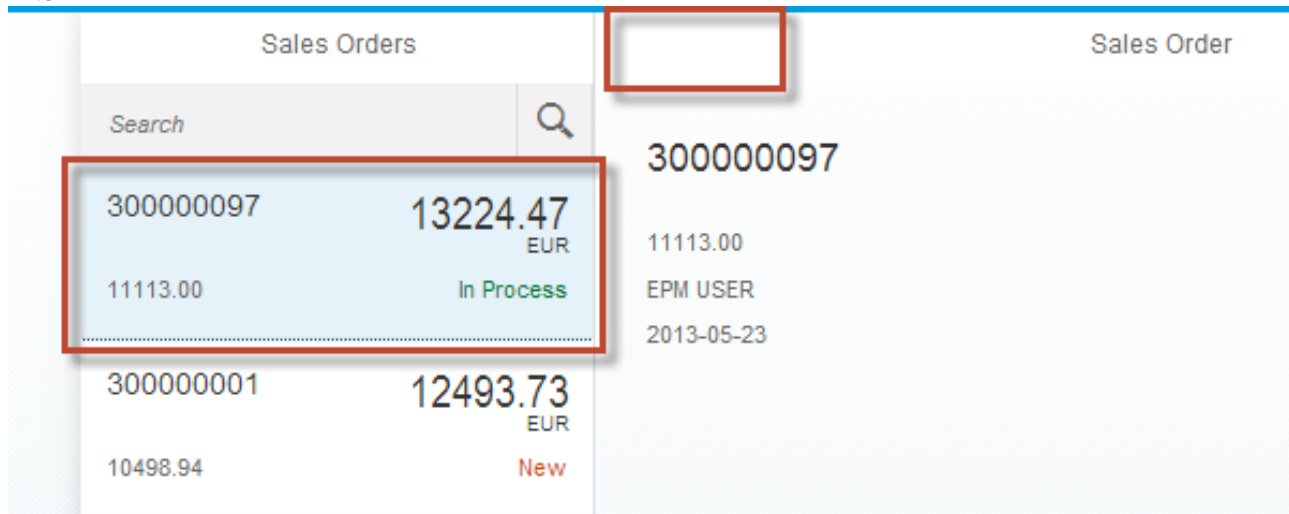 Sales Orders
Search
300000097 13224.47
EUR
11113.00 In Process
300000001 12493.73
EUR
10498.94 New
Sales Order
300000097
11113.00
EPM USER
2013-05-23